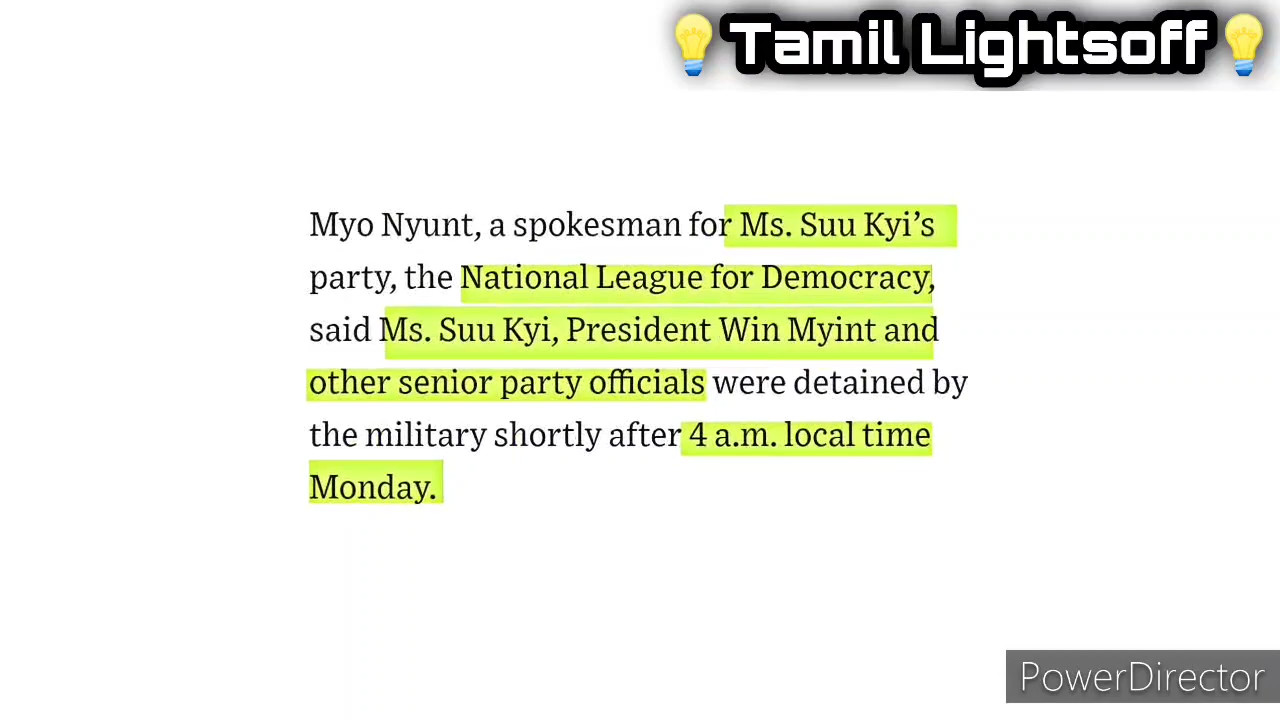 Tamil Lightsoff
Myo Nyunt, a spokesman for Ms. Suu Kyi’s
party, the National League for Democracy,
said Ms. Suu Kyi, President Win Myint and
other senior party officials were detained by
the military shortly after 4 a.m. local time
Monday.
PowerDirector